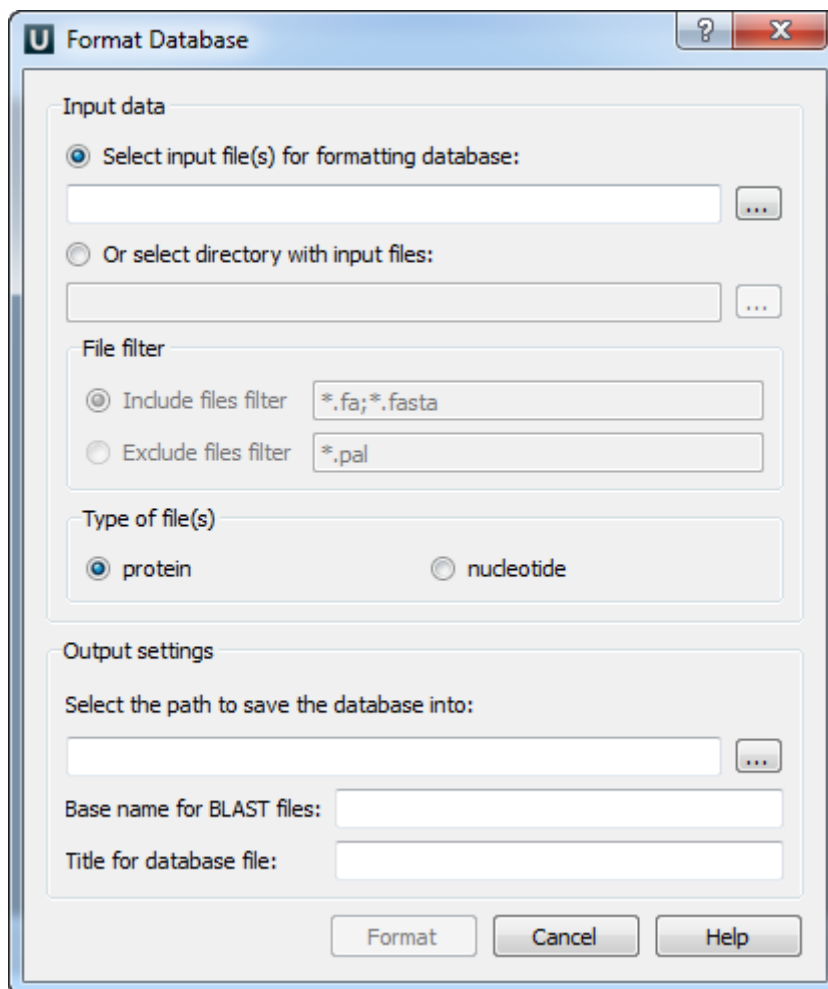 U Format Database
Input data
Select input file(s) for formatting database:
...
Or select directory with input files:
...
File filter
Include files filter *.fa;*.fasta
Exclude files filter *.pal
Type of file(s)
protein nucleotide
Output settings
Select the path to save the database into:
...
Base name for BLAST files:
Title for database file:
Format Cancel Help